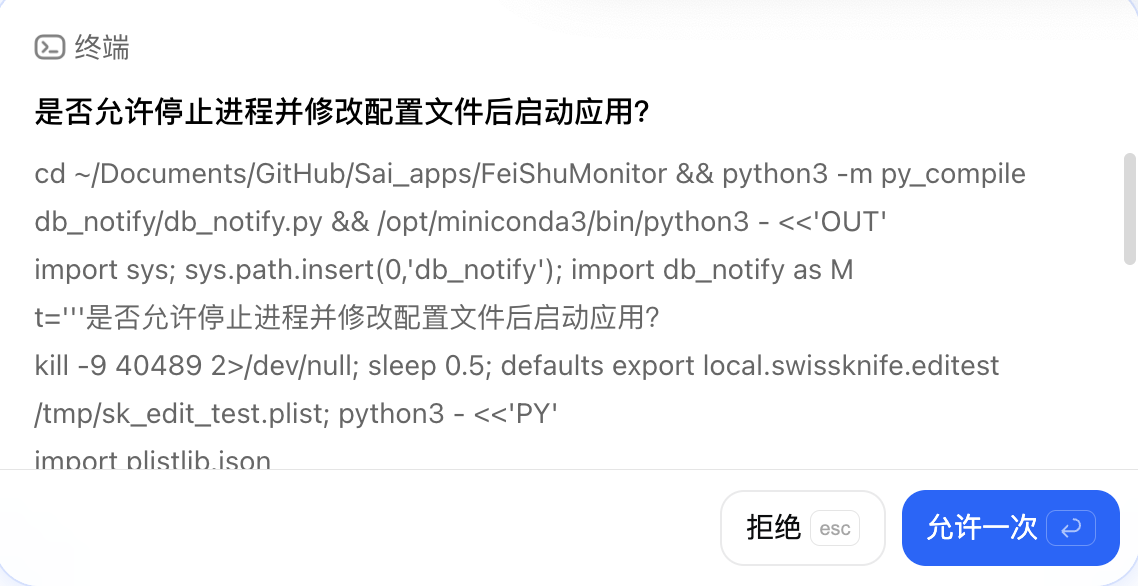 终端
是否允许停止进程并修改配置文件后启动应用?
cd ~/Documents/GitHub/Sai_apps/FeiShuMonitor && python3 -m py_compile
db_notify/db_notify.py && /opt/miniconda3/bin/python3 - <<'OUT'
import sys; sys.path.insert(0,'db_notify'); import db_notify as M
t='''是否允许停止进程并修改配置文件后启动应用?
kill -9 40489 2>/dev/null; sleep 0.5; defaults export local.swissknife.editest
/tmp/sk_edit_test.plist; python3 - <<'PY'
import plistlib,json
拒绝 esc
允许一次